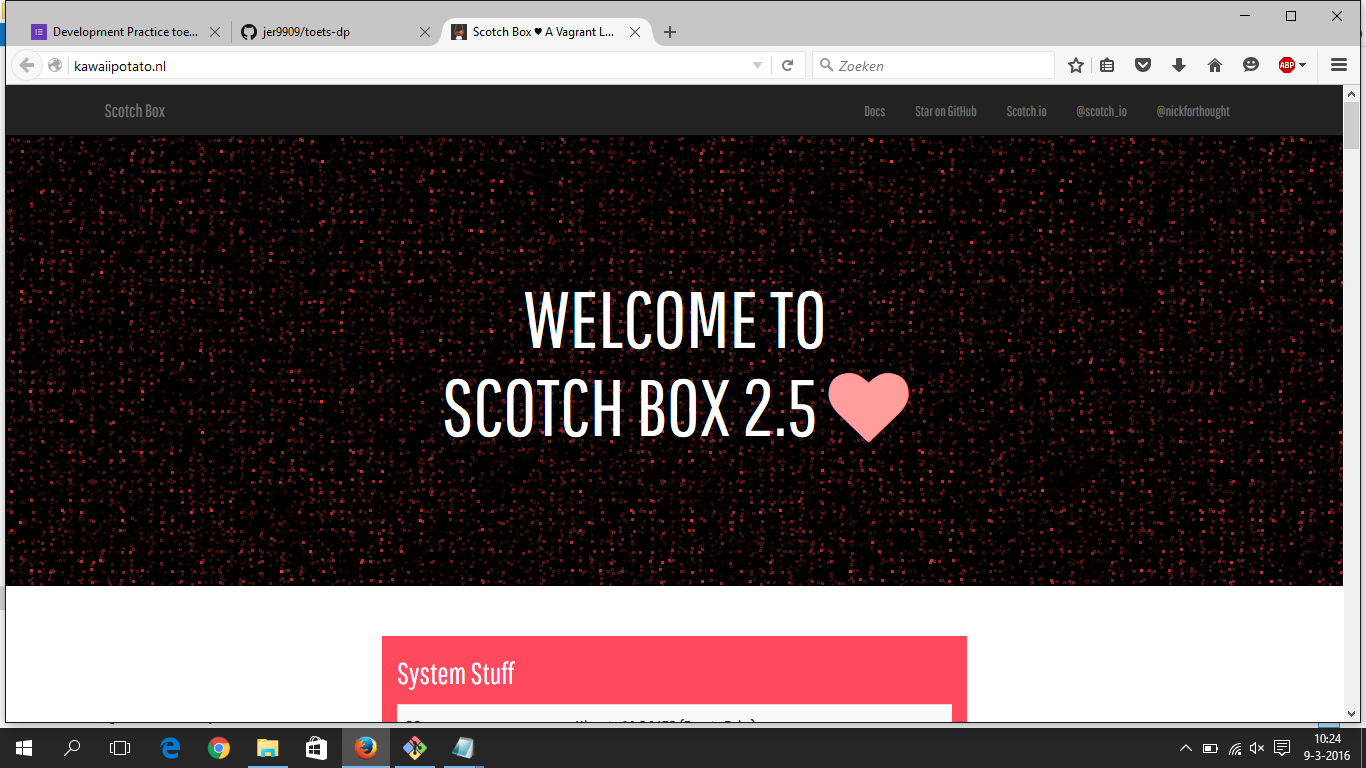 Development Practice toe...
jer9909/toets-dp
Scotch Box ♥ A Vagrant L...
kawaiipotato.nl
Zoeken
ABP
Scotch Box
Docs
Star on GitHub
Scotch.io
@scotch_io
@nickforthought
WELCOME TO
SCOTCH BOX 2.5
System Stuff
10:24
9-3-2016